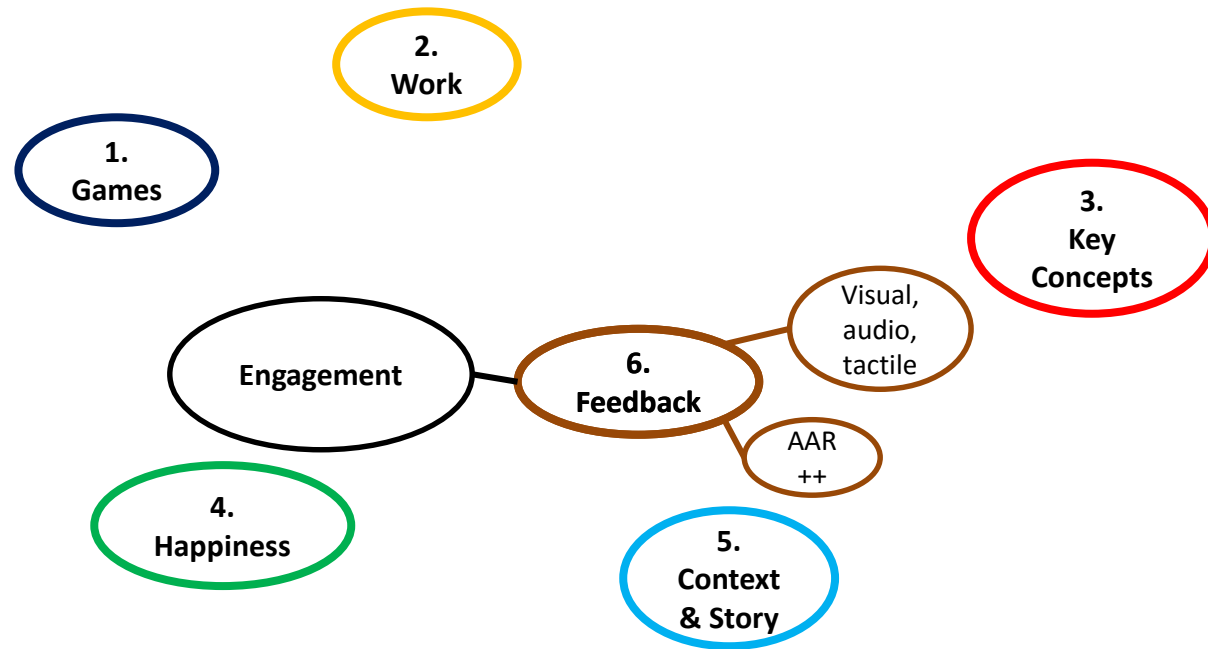 2.
Work
1.
Games
3.
Key
Concepts
Visual,
audio,
tactile
Engagement
6.
Feedback
AAR
++
4.
Happiness
5.
Context
& Story